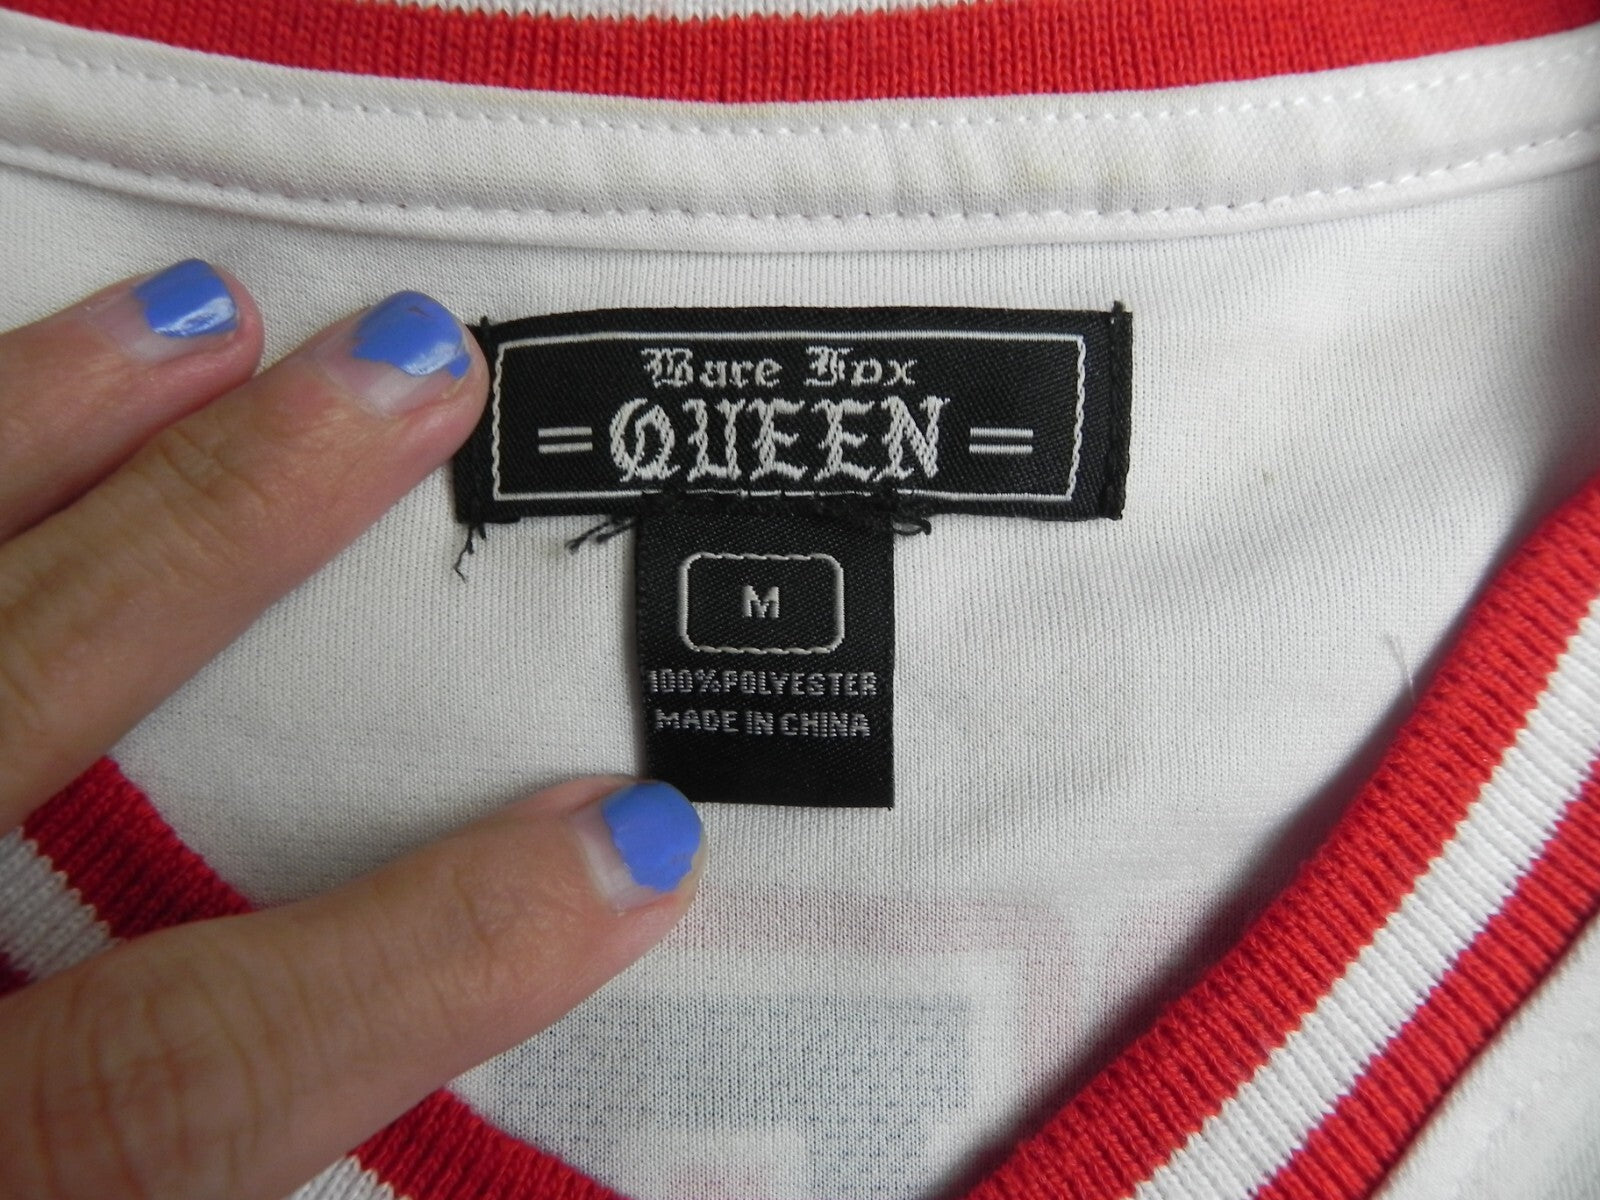 Bare Fox
=QUEEN=
M
100%POLYESTER
MADE IN CHINA